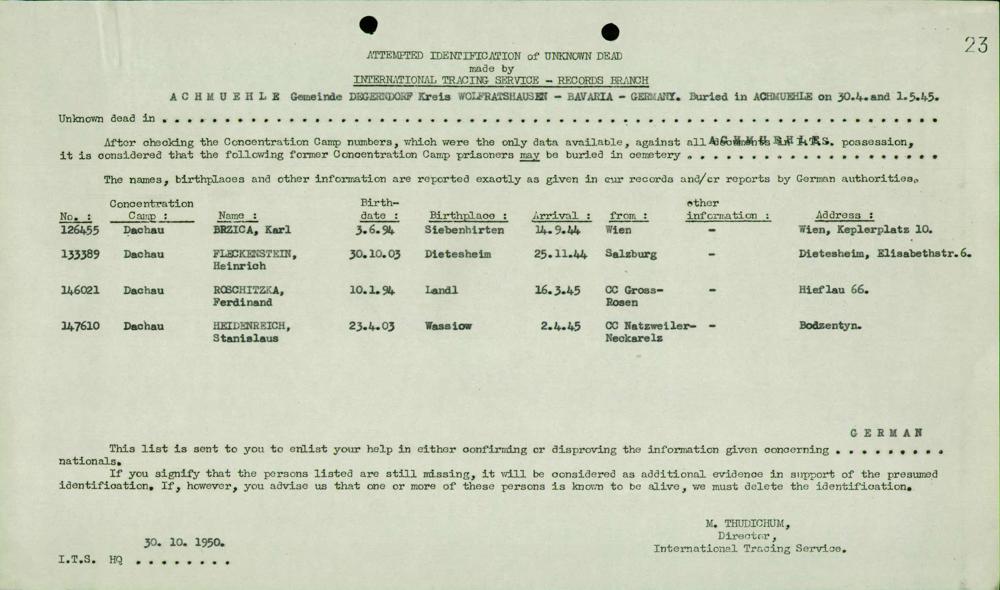 23
ATTEMPTED IDENTIFICATION of UNKNOWN DEAD
made by
INTERNATIONAL TRACING SERVICE - RECORDS BRANCH
A C H M U E H L E Gemeinde DEGERNDORF Kreis WOLFRATSHAUSEN - BAVARIA - GERMANY. Buried in ACHMUEHLE on 30.4.and 1.5.45.
Unknown dead in . . . . . . . . . . . . . . . . . . . . . . . . . . . . . . . . . . . . . . . . . . . . . . . . . . . . . . . . . . . .
After checking the Concentration Camp numbers, which were the only data available, against all documents in I.T.S. possession,
A C H M U E H L E
it is considered that the following former Concentration Camp prisoners may be buried in cemetery . . . . . . . . . . . . . . . . . . . .
The names, birthplaces and other information are reported exactly as given in our records and/or reports by German authorities.
No. : Concentration Camp : Name : Birth-date : Birthplace : Arrival : from : other information : Address :
126455 Dachau BRZICA, Karl 3.6.94 Siebenhirten 14.9.44 Wien - Wien, Keplerplatz 10.
133389 Dachau FLECKENSTEIN, 30.10.03 Dietesheim 25.11.44 Salzburg - Dietesheim, Elisabethstr.6.
Heinrich
146021 Dachau ROSCHITZKA, 10.1.94 Landl 16.3.45 CC Gross- - Hieflau 66.
Ferdinand Rosen
147610 Dachau HEIDENREICH, 23.4.03 Wassiow 2.4.45 CC Natzweiler- - Bodzentyn.
Stanislaus Neckarelz
G E R M A N
This list is sent to you to enlist your help in either confirming or disproving the information given concerning . . . . . . . . .
nationals.
If you signify that the persons listed are still missing, it will be considered as additional evidence in support of the presumed
identification. If, however, you advise us that one or more of these persons is known to be alive, we must delete the identification.
M. THUDICHUM,
Director,
International Tracing Service.
30. 10. 1950.
I.T.S. HQ . . . . . . . .